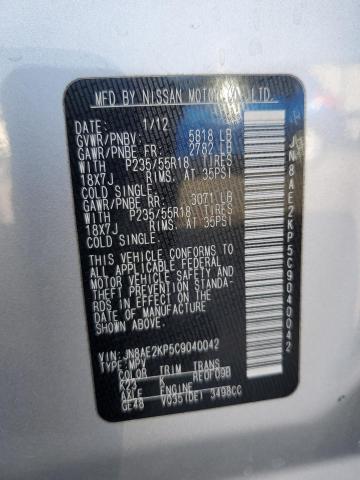 MFD BY NISSAN MOTOR LTD.
DATE: 1/12
GVWR/PNBV: 5818 LB
GAWR/PNBE FR: 2782 LB
WITH P235/55R18 TIRES
18X7J RIMS. AT 35PSI
COLD SINGLE.
GAWR/PNBE RR: 3071 LB
WITH P235/55R18 TIRES
18X7J RIMS. AT 35PSI
COLD SINGLE.
THIS VEHICLE CONFORMS TO
ALL APPLICABLE FEDERAL
MOTOR VEHICLE SAFETY AND
THEFT PREVENTION STANDA-
RDS IN EFFECT ON THE
DATE OF MANUFACTURE
SHOWN ABOVE.
VIN: JN8AE2KP5C9040042
TYPE: MPV
COLOR TRIM TRANS
K23 K RE0F09B
AXLE ENGINE
GE48 VQ35(DE) 3498CC
JN8AE2KP5C9040042